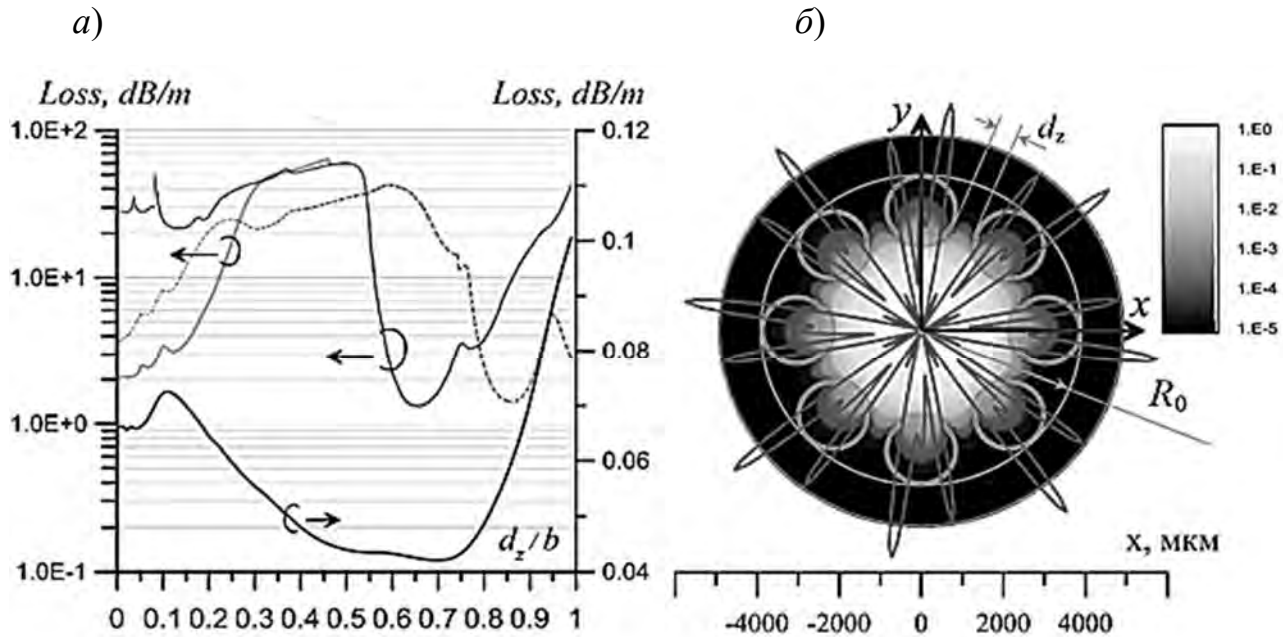 а)
б)
Loss, dB/m
Loss, dB/m
1.0E+2
1.0E+1
1.0E+0
1.0E-1
0.12
0.1
0.08
0.06
0.04
d_z/b
0 0.1 0.2 0.3 0.4 0.5 0.6 0.7 0.8 0.9 1
y
d_z
x
R_0
1.E0
1.E-1
1.E-2
1.E-3
1.E-4
1.E-5
х, мкм
-4000 -2000 0 2000 4000